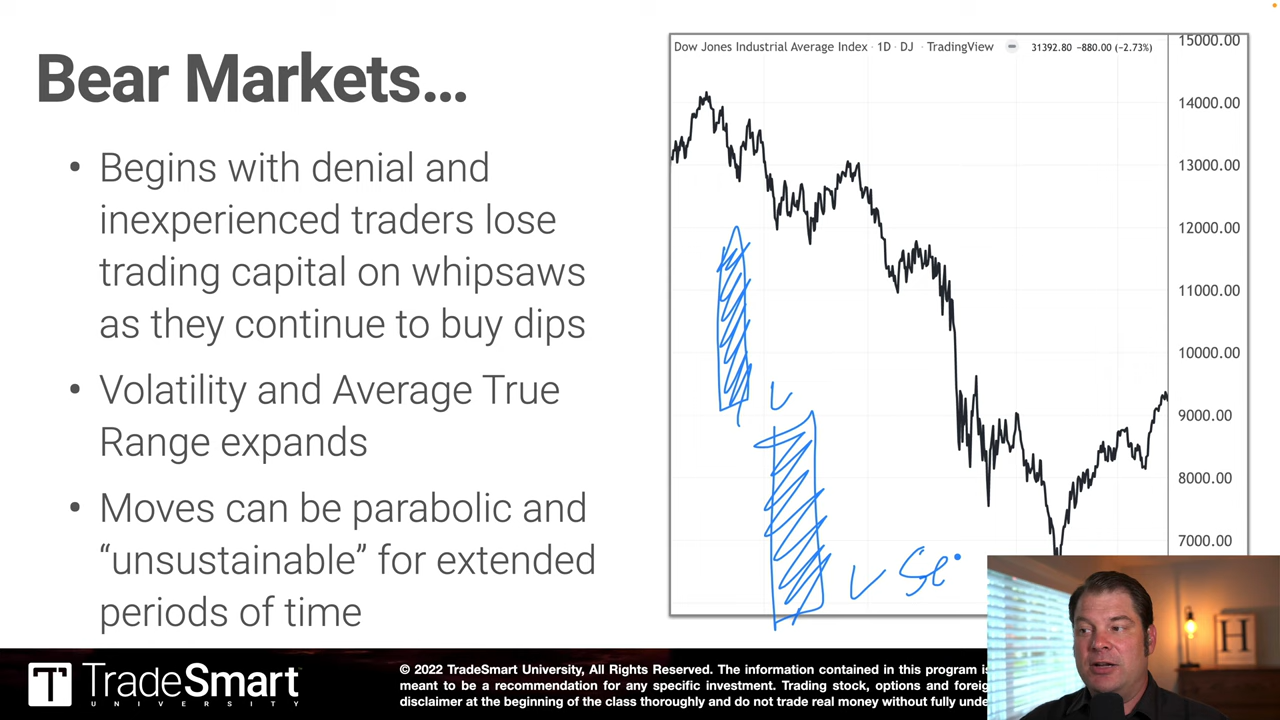 Bear Markets...
• Begins with denial and
inexperienced traders lose
trading capital on whipsaws
as they continue to buy dips
• Volatility and Average True
Range expands
• Moves can be parabolic and
“unsustainable” for extended
periods of time
Dow Jones Industrial Average Index · 1D · DJ · TradingView 31392.80 −880.00 (−2.73%)
15000.00
14000.00
13000.00
12000.00
11000.00
10000.00
9000.00
8000.00
7000.00
Se
H
T TradeSmart
UNIVERSITY
© 2022 TradeSmart University, All Rights Reserved. The information contained in this program is
meant to be a recommendation for any specific investment. Trading stock, options and foreig
disclaimer at the beginning of the class thoroughly and do not trade real money without fully unde